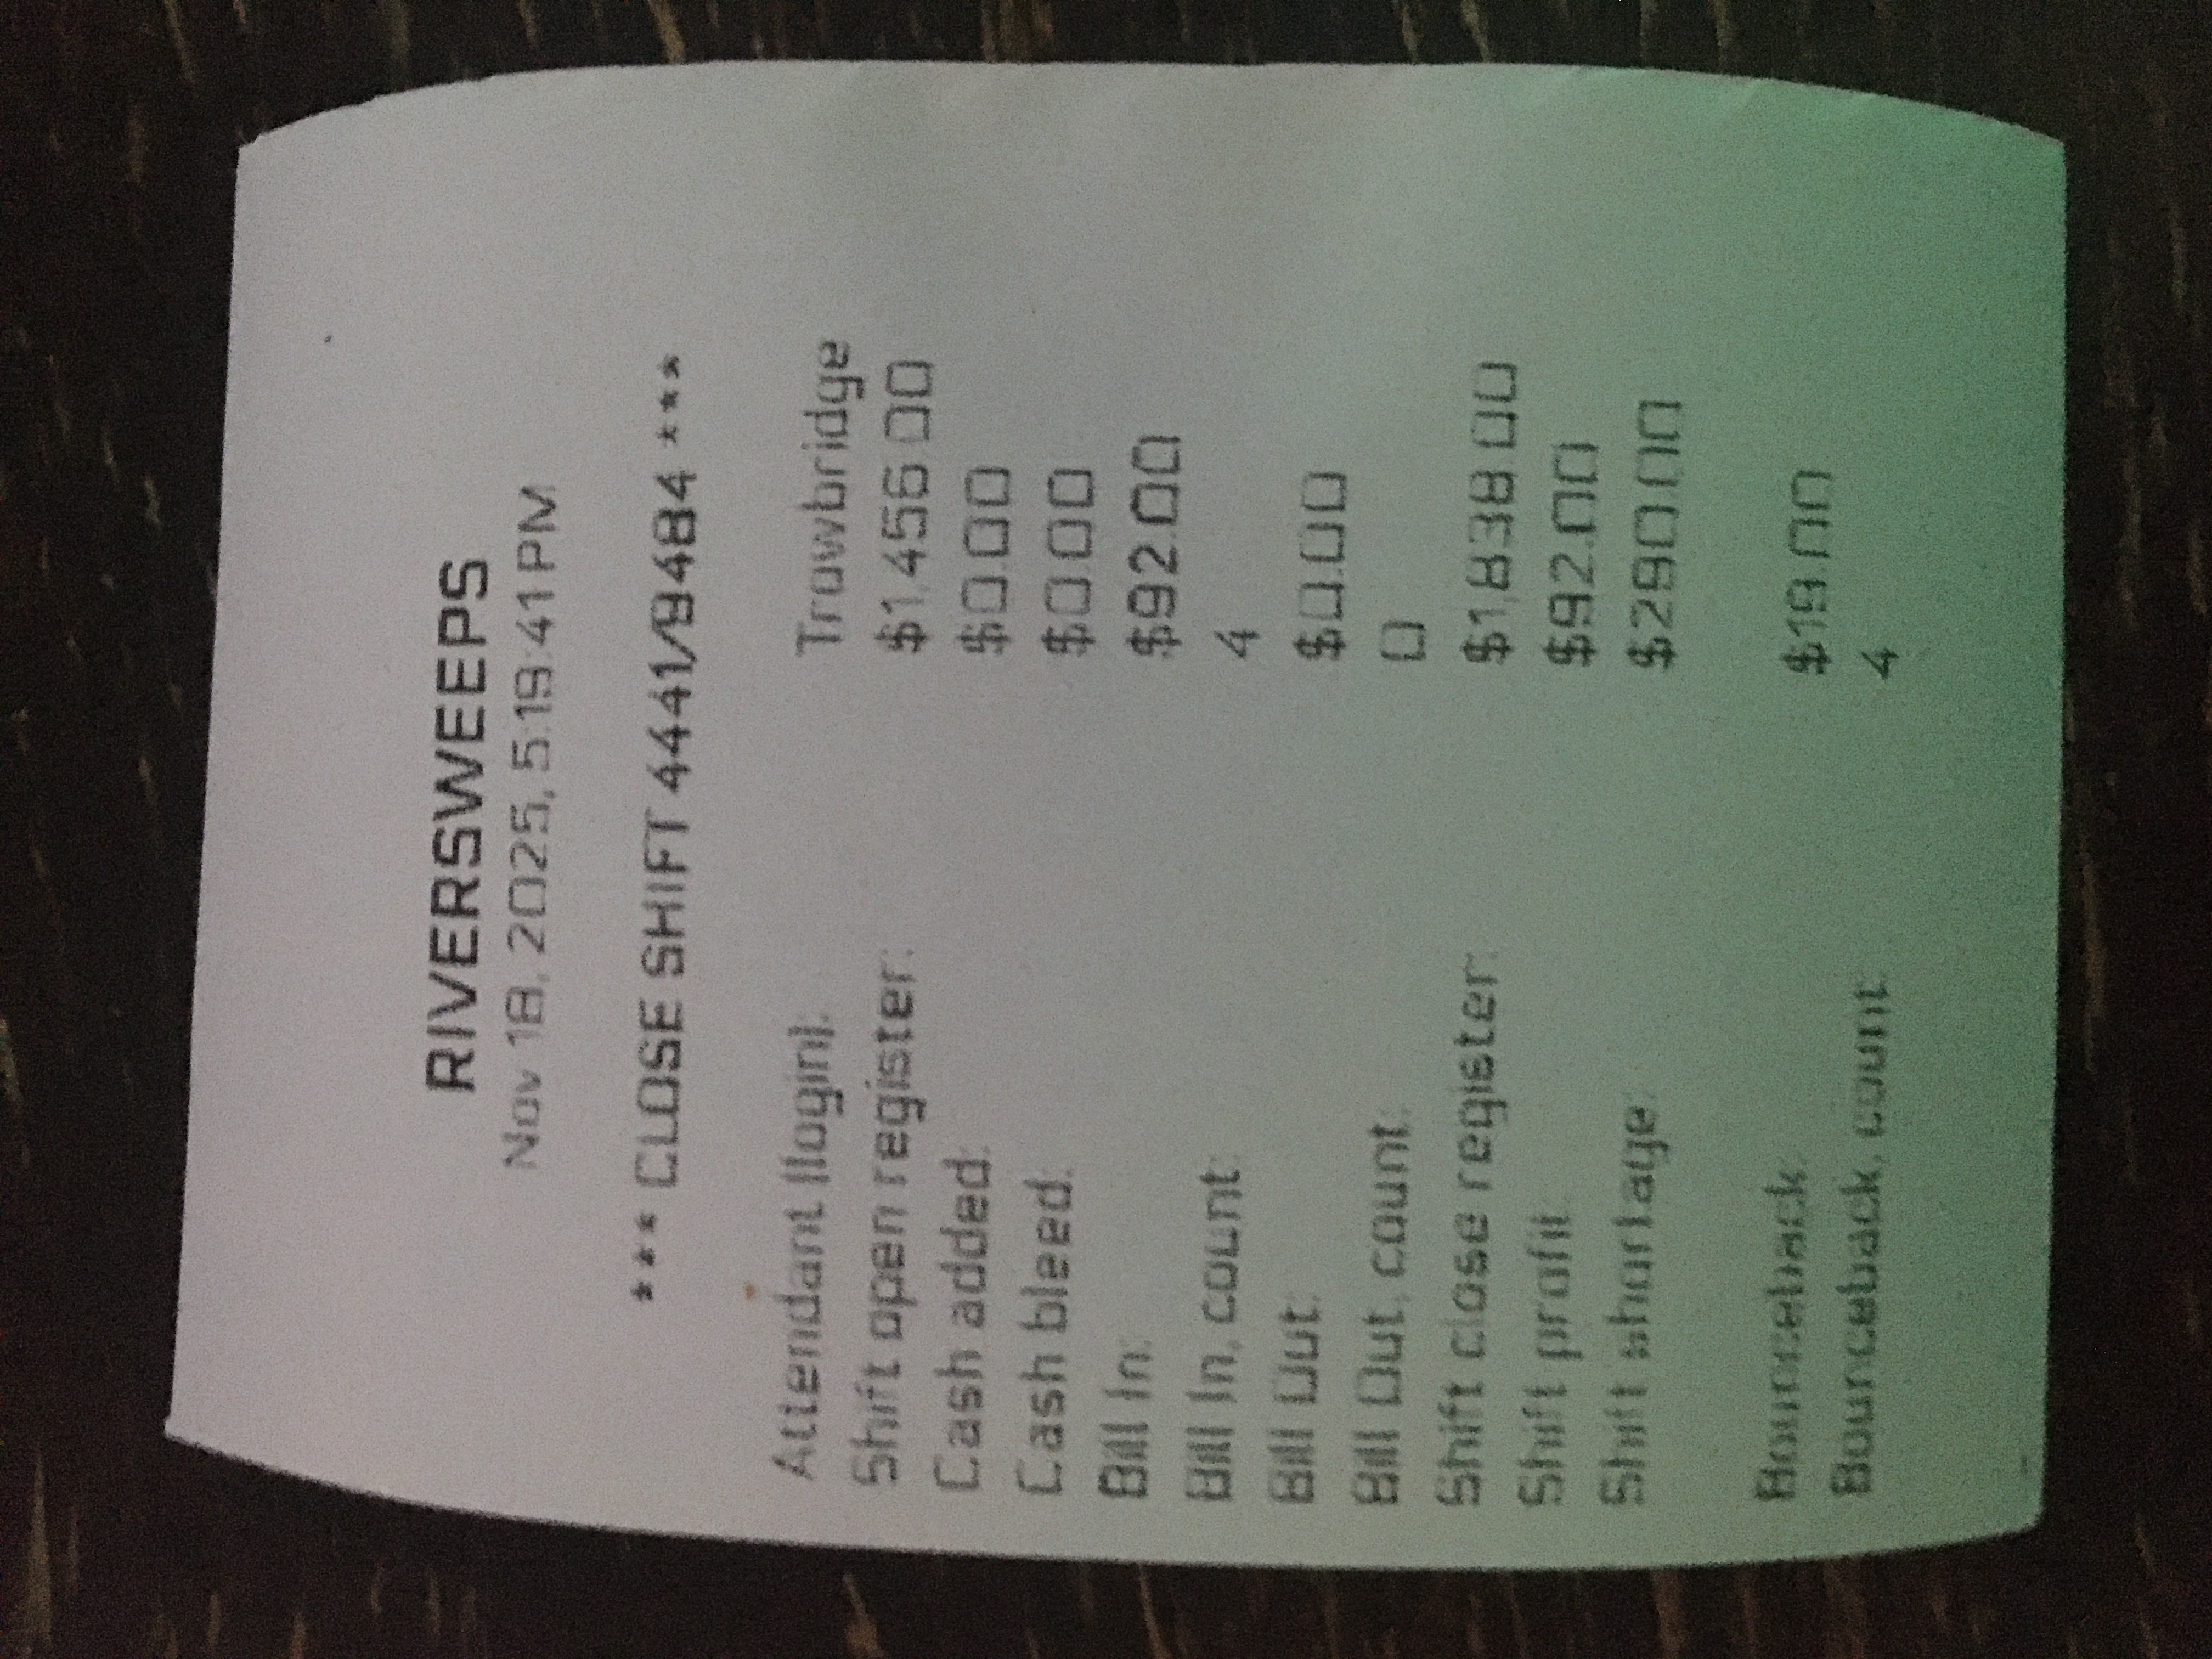 RIVERSWEEPS
Nov 18, 2025, 5:19:41 PM
*** CLOSE SHIFT 4441/9484 ***
Attendant (login): Trowbridge
Shift open register: $1,456.00
Cash added: $0.00
Cash bleed: $0.00
Bill In: $92.00
Bill In, count: 4
Bill Out: $0.00
Bill Out, count: 0
Shift close register: $1,838.00
Shift profit: $92.00
Shift shortage: $290.00
Bounceback: $19.00
Bounceback, count: 4